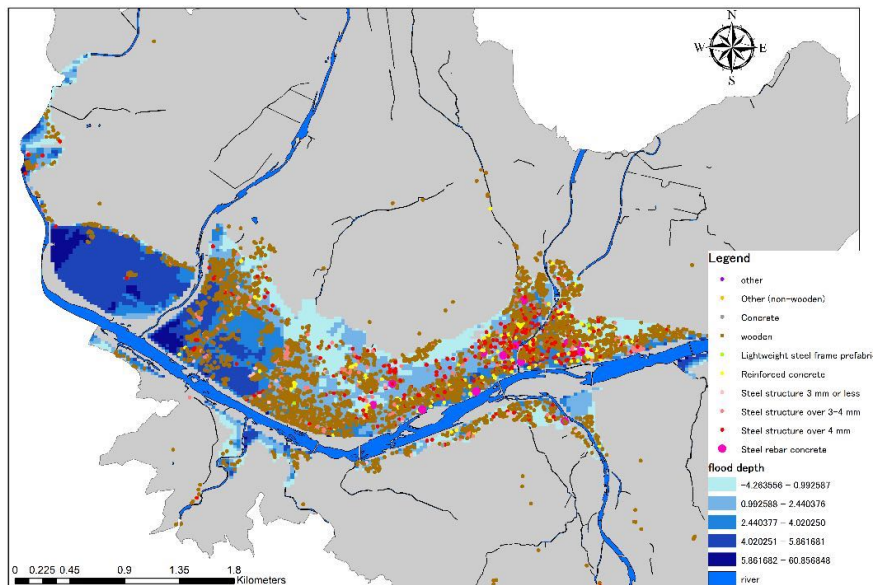 N
W E
S
Legend
other
Other (non-wooden)
Concrete
wooden
Lightweight steel frame prefabri
Reinforced concrete
Steel structure 3 mm or less
Steel structure over 3-4 mm
Steel structure over 4 mm
Steel rebar concrete
flood depth
-4.263556 - 0.992587
0.992588 - 2.440376
2.440377 - 4.020250
4.020251 - 5.861681
5.861682 - 60.856848
river
0 0.225 0.45 0.9 1.35 1.8
Kilometers